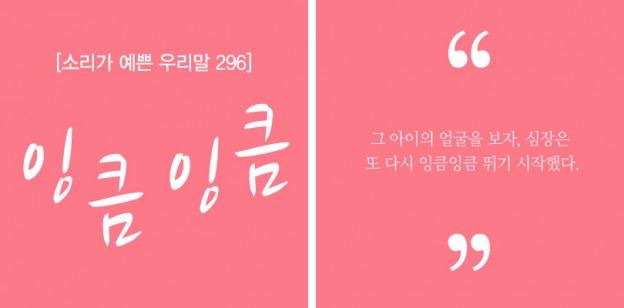 [소리가 예쁜 우리말 296]
잉큼잉큼
“
그 아이의 얼굴을 보자, 심장은
또 다시 잉큼잉큼 뛰기 시작했다.
”